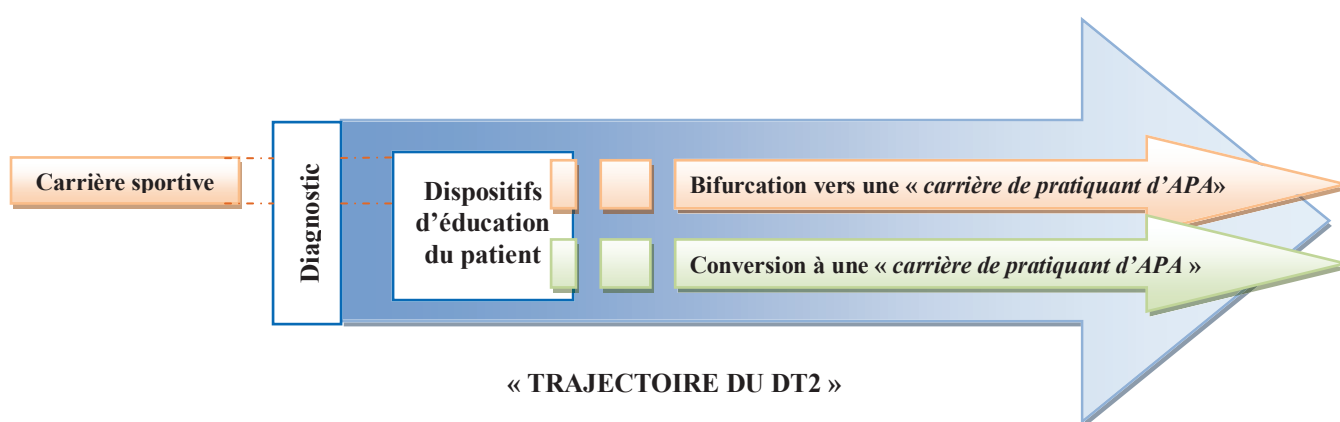 Carrière sportive
Diagnostic
Dispositifs
d’éducation
du patient
Bifurcation vers une « carrière de pratiquant d’APA»
Conversion à une « carrière de pratiquant d’APA »
« TRAJECTOIRE DU DT2 »